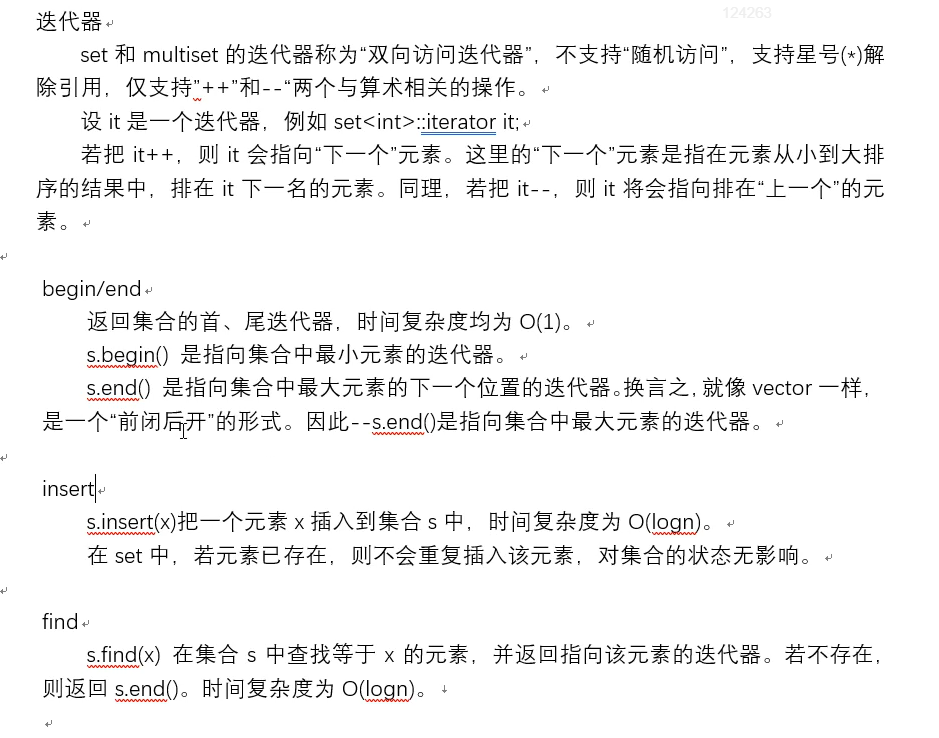 124263
迭代器
set 和 multiset 的迭代器称为“双向访问迭代器”，不支持“随机访问”，支持星号(*)解
除引用，仅支持”++”和--“两个与算术相关的操作。
设 it 是一个迭代器，例如 set<int>::iterator it;
若把 it++，则 it 会指向“下一个”元素。这里的“下一个”元素是指在元素从小到大排
序的结果中，排在 it 下一名的元素。同理，若把 it--，则 it 将会指向排在“上一个”的元
素。
begin/end
返回集合的首、尾迭代器，时间复杂度均为 O(1)。
s.begin() 是指向集合中最小元素的迭代器。
s.end() 是指向集合中最大元素的下一个位置的迭代器。换言之，就像 vector 一样，
是一个“前闭后开”的形式。因此--s.end()是指向集合中最大元素的迭代器。
insert
s.insert(x)把一个元素 x 插入到集合 s 中，时间复杂度为 O(logn)。
在 set 中，若元素已存在，则不会重复插入该元素，对集合的状态无影响。
find
s.find(x) 在集合 s 中查找等于 x 的元素，并返回指向该元素的迭代器。若不存在，
则返回 s.end()。时间复杂度为 O(logn)。